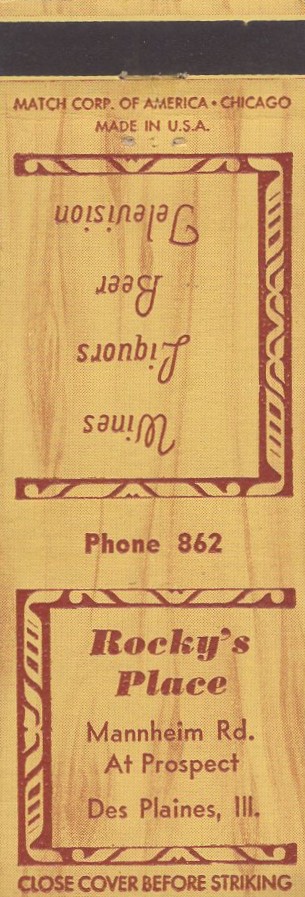 MATCH CORP. OF AMERICA • CHICAGO
MADE IN U.S.A.
Wines
Liquors
Beer
Television
Phone 862
Rocky's
Place
Mannheim Rd.
At Prospect
Des Plaines, Ill.
CLOSE COVER BEFORE STRIKING